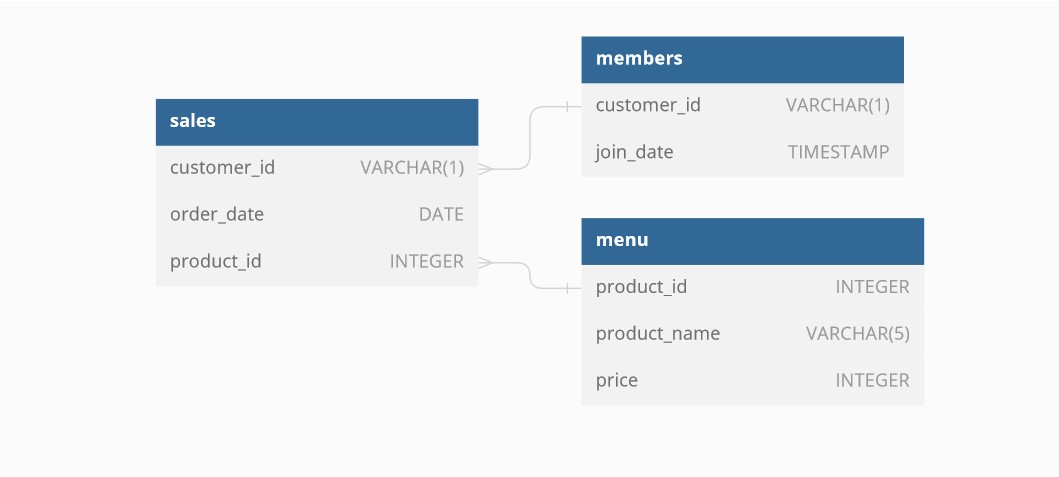 sales
customer_id VARCHAR(1)
order_date DATE
product_id INTEGER
members
customer_id VARCHAR(1)
join_date TIMESTAMP
menu
product_id INTEGER
product_name VARCHAR(5)
price INTEGER